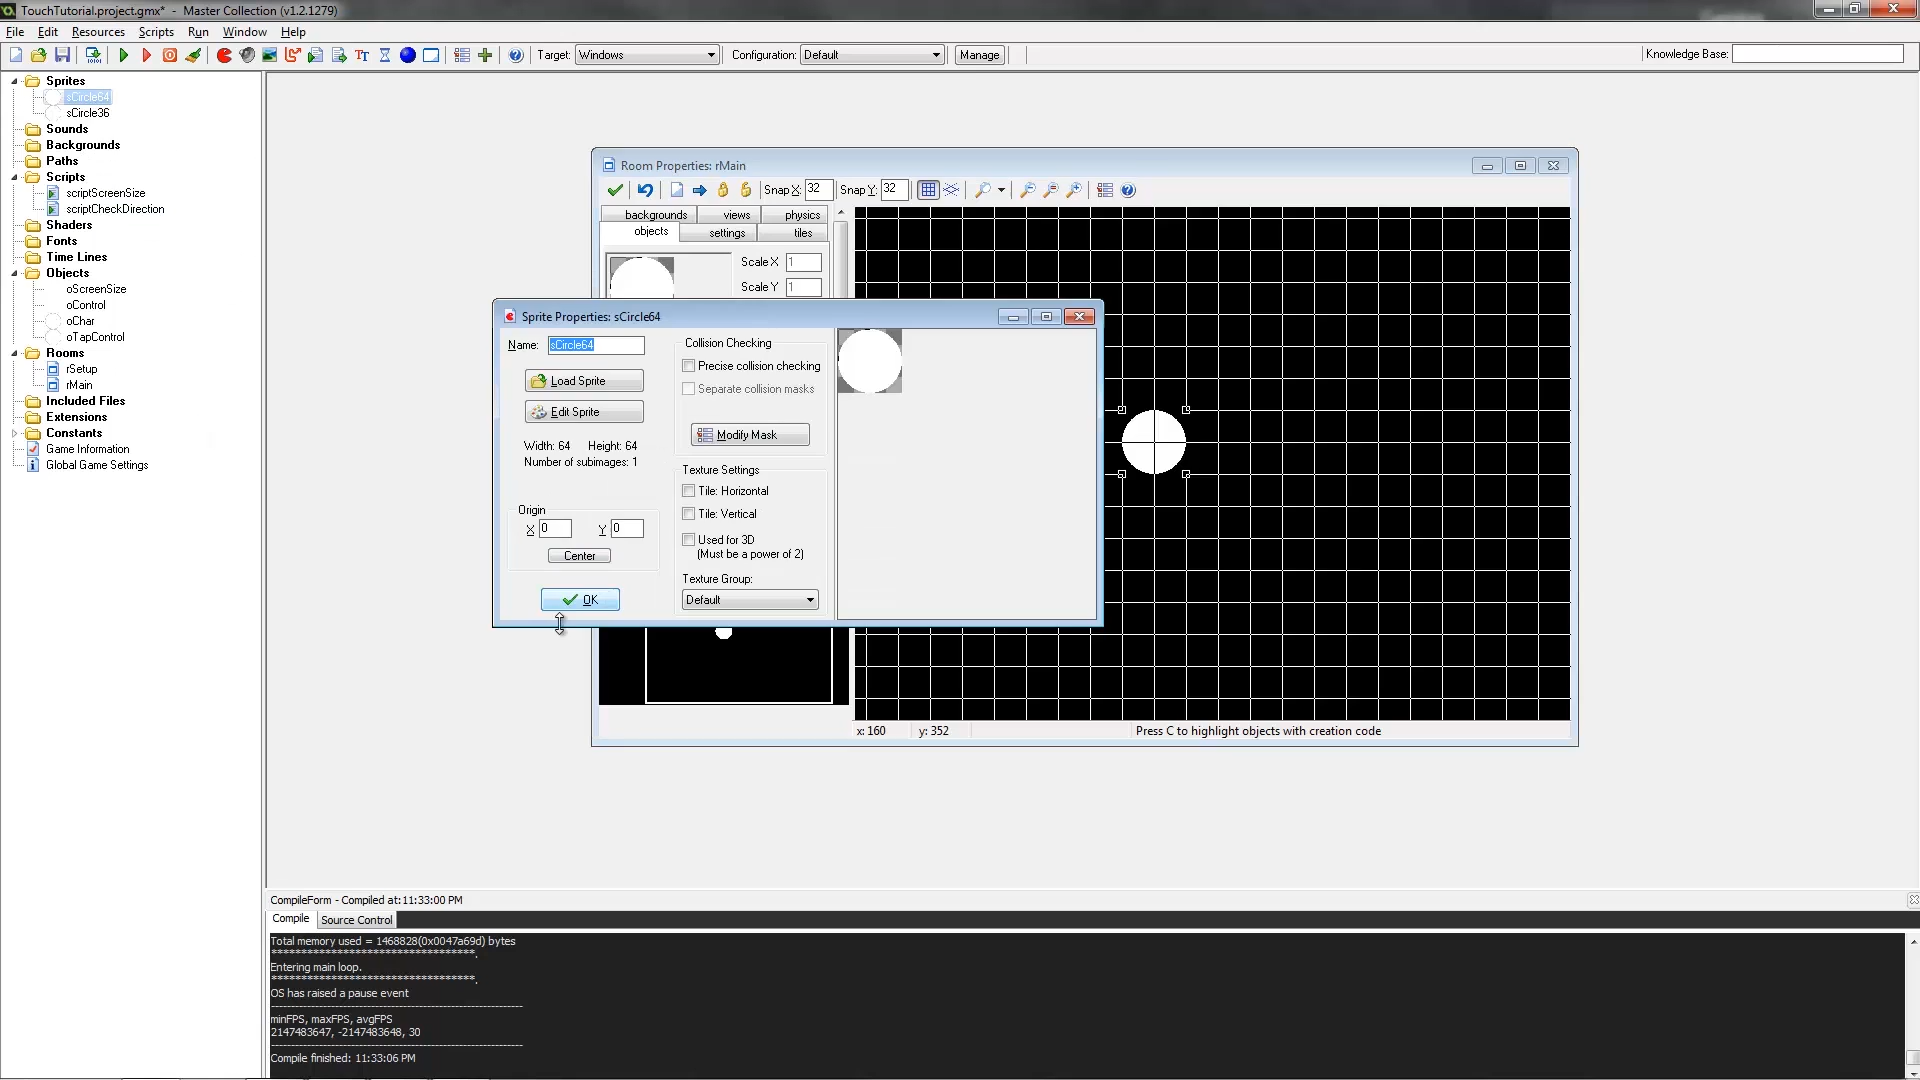 TouchTutorial.project.gmx* - Master Collection (v1.2.1279)
File Edit Resources Scripts Run Window Help
Target: Windows Configuration: Default Manage Knowledge Base:
Sprites
sCircle64
sCircle36
Sounds
Backgrounds
Paths
Scripts
scriptScreenSize
scriptCheckDirection
Shaders
Fonts
Time Lines
Objects
oScreenSize
oControl
oChar
oTapControl
Rooms
rSetup
rMain
Included Files
Extensions
Constants
Game Information
Global Game Settings
Room Properties: rMain
Snap X: 32 Snap Y: 32
backgrounds views physics
objects settings tiles
Scale X 1
Scale Y 1
Sprite Properties: sCircle64
Name: sCircle64
Load Sprite
Edit Sprite
Width: 64 Height: 64
Number of subimages: 1
Origin
X 0 Y 0
Center
OK
Collision Checking
Precise collision checking
Separate collision masks
Modify Mask
Texture Settings
Tile: Horizontal
Tile: Vertical
Used for 3D
(Must be a power of 2)
Texture Group:
Default
x: 160 y: 352 Press C to highlight objects with creation code
CompileForm - Compiled at:11:33:00 PM
Compile Source Control
Total memory used = 1468828(0x0047a69d) bytes
***********************************.
Entering main loop.
***********************************.
OS has raised a pause event
---------------------------------------------------------------
minFPS, maxFPS, avgFPS
2147483647, -2147483648, 30
---------------------------------------------------------------
Compile finished: 11:33:06 PM